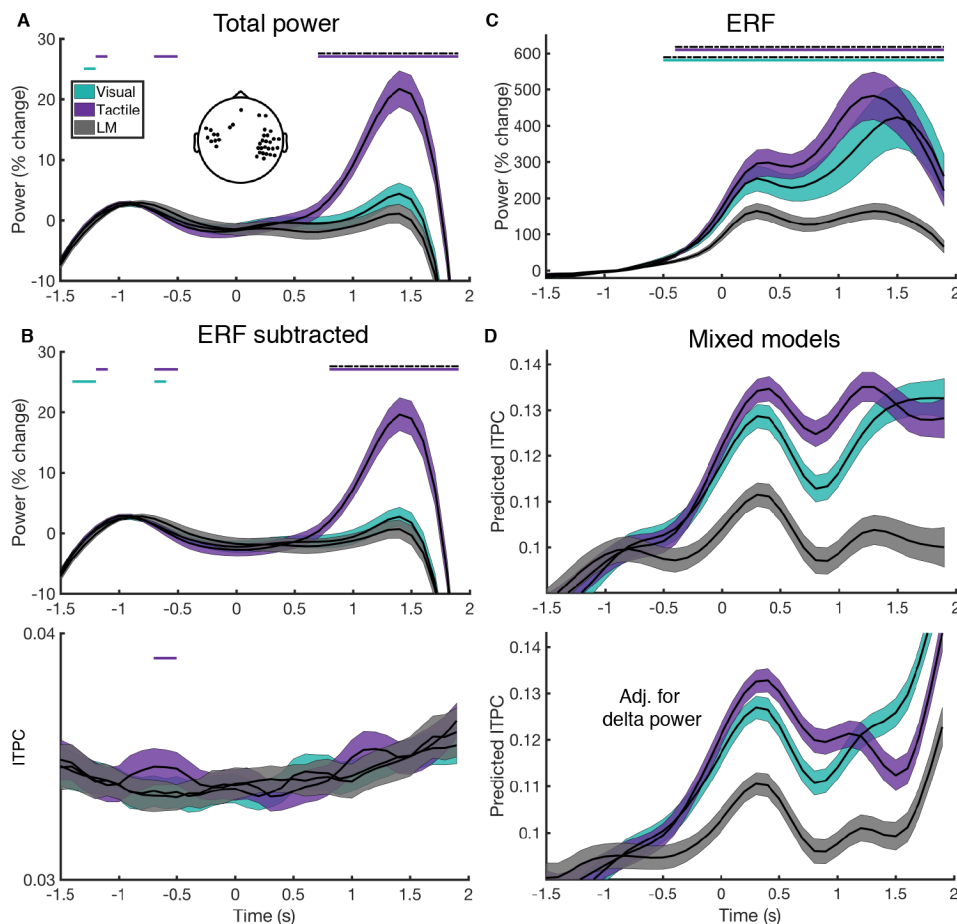 A
Total power
Power (% change)
30
20
10
0
-10
-1.5 -1 -0.5 0 0.5 1 1.5 2
Visual
Tactile
LM
C
ERF
Power (% change)
600
500
400
300
200
100
0
-1.5 -1 -0.5 0 0.5 1 1.5 2
B
ERF subtracted
Power (% change)
30
20
10
0
-10
-1.5 -1 -0.5 0 0.5 1 1.5 2
D
Mixed models
Predicted ITPC
0.14
0.13
0.12
0.11
0.1
-1.5 -1 -0.5 0 0.5 1 1.5 2
ITPC
0.04
0.03
-1.5 -1 -0.5 0 0.5 1 1.5 2
Time (s)
Predicted ITPC
0.14
0.13
0.12
0.11
0.1
Adj. for
delta power
-1.5 -1 -0.5 0 0.5 1 1.5 2
Time (s)